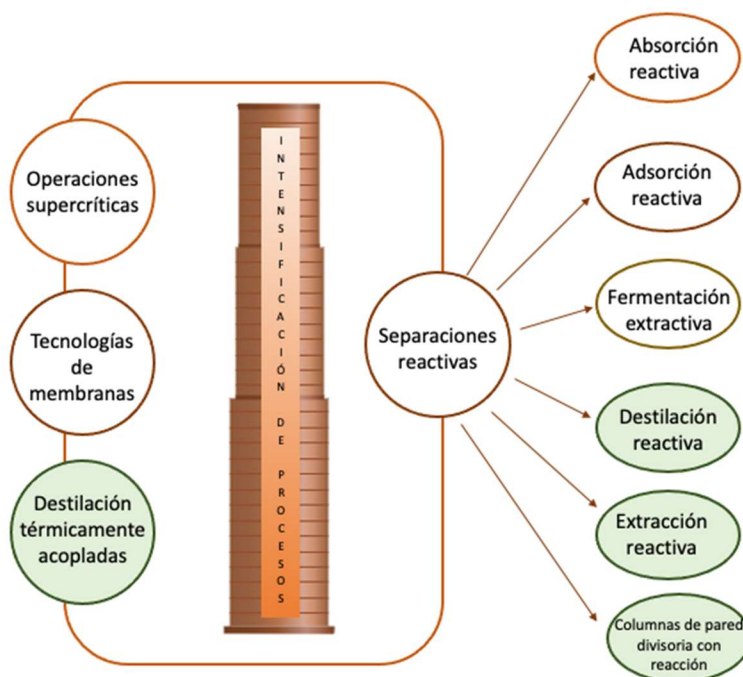 Operaciones
supercríticas
Tecnologías
de
membranas
Destilación
térmicamente
acopladas
INTENSIFICACIÓN DE PROCESOS
Separaciones
reactivas
Absorción
reactiva
Adsorción
reactiva
Fermentación
extractiva
Destilación
reactiva
Extracción
reactiva
Columnas de pared
divisoria con
reacción